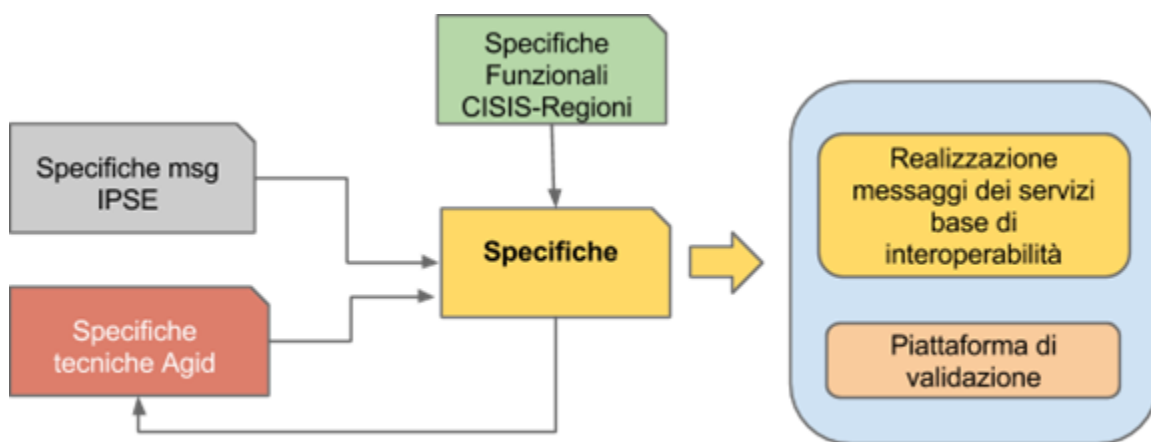 Specifiche
Funzionali
CISIS-Regioni
Specifiche msg
IPSE
Specifiche
Specifiche
tecniche Agid
Realizzazione
messaggi dei servizi
base di
interoperabilità
Piattaforma di
validazione